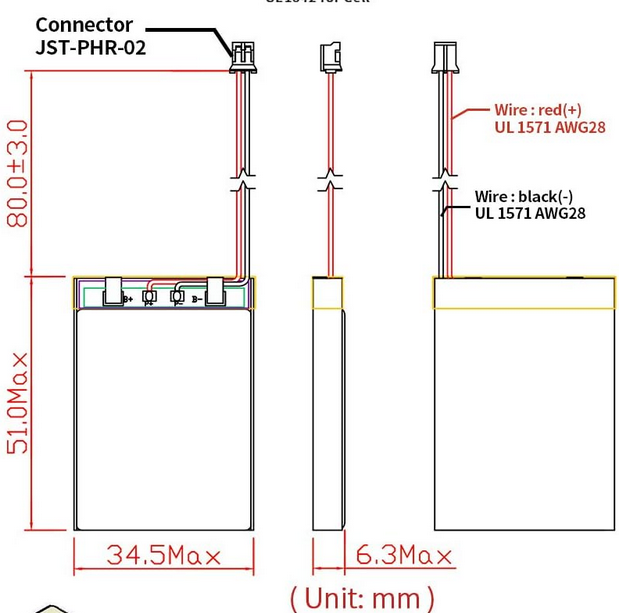 Connector
JST-PHR-02
Wire : red(+)
UL 1571 AWG28
80.0±3.0
Wire : black(-)
UL 1571 AWG28
B+
P+
P-
B-
51.0Max
34.5Max
6.3Max
( Unit: mm )